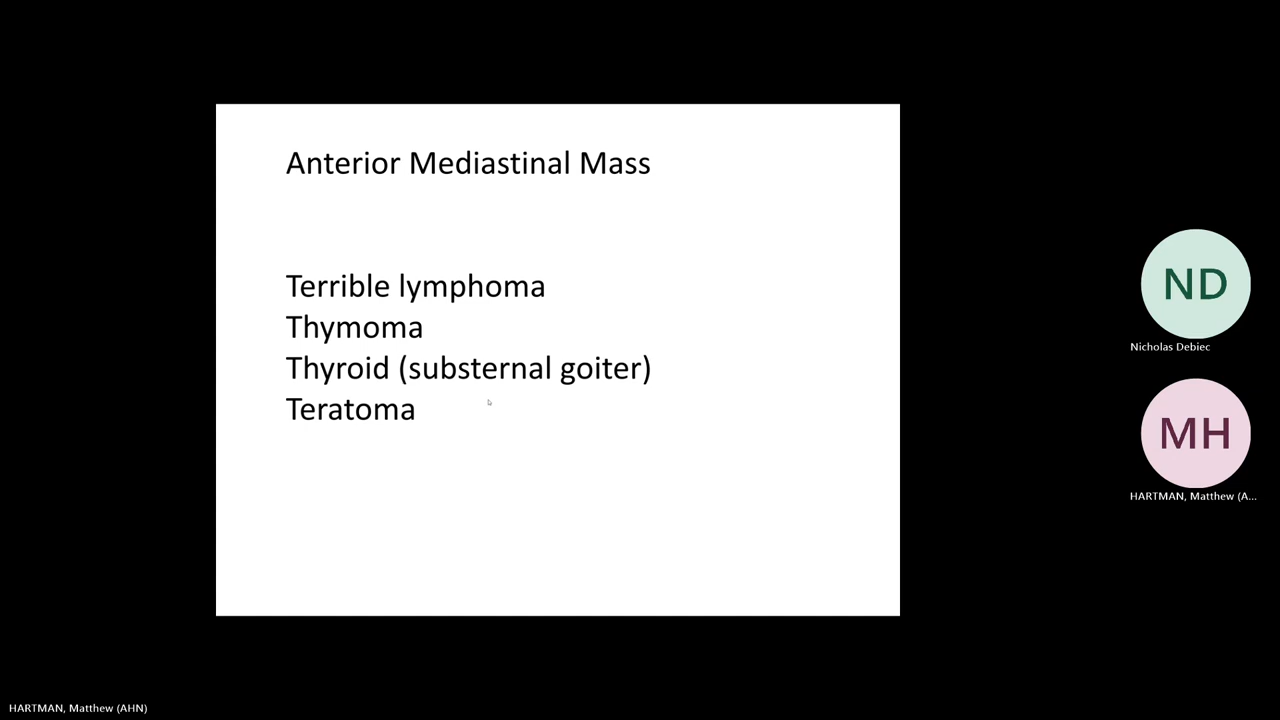 Anterior Mediastinal Mass
Terrible lymphoma
Thymoma
Thyroid (substernal goiter)
Teratoma
ND
Nicholas Debiec
MH
HARTMAN, Matthew (A...
HARTMAN, Matthew (AHN)